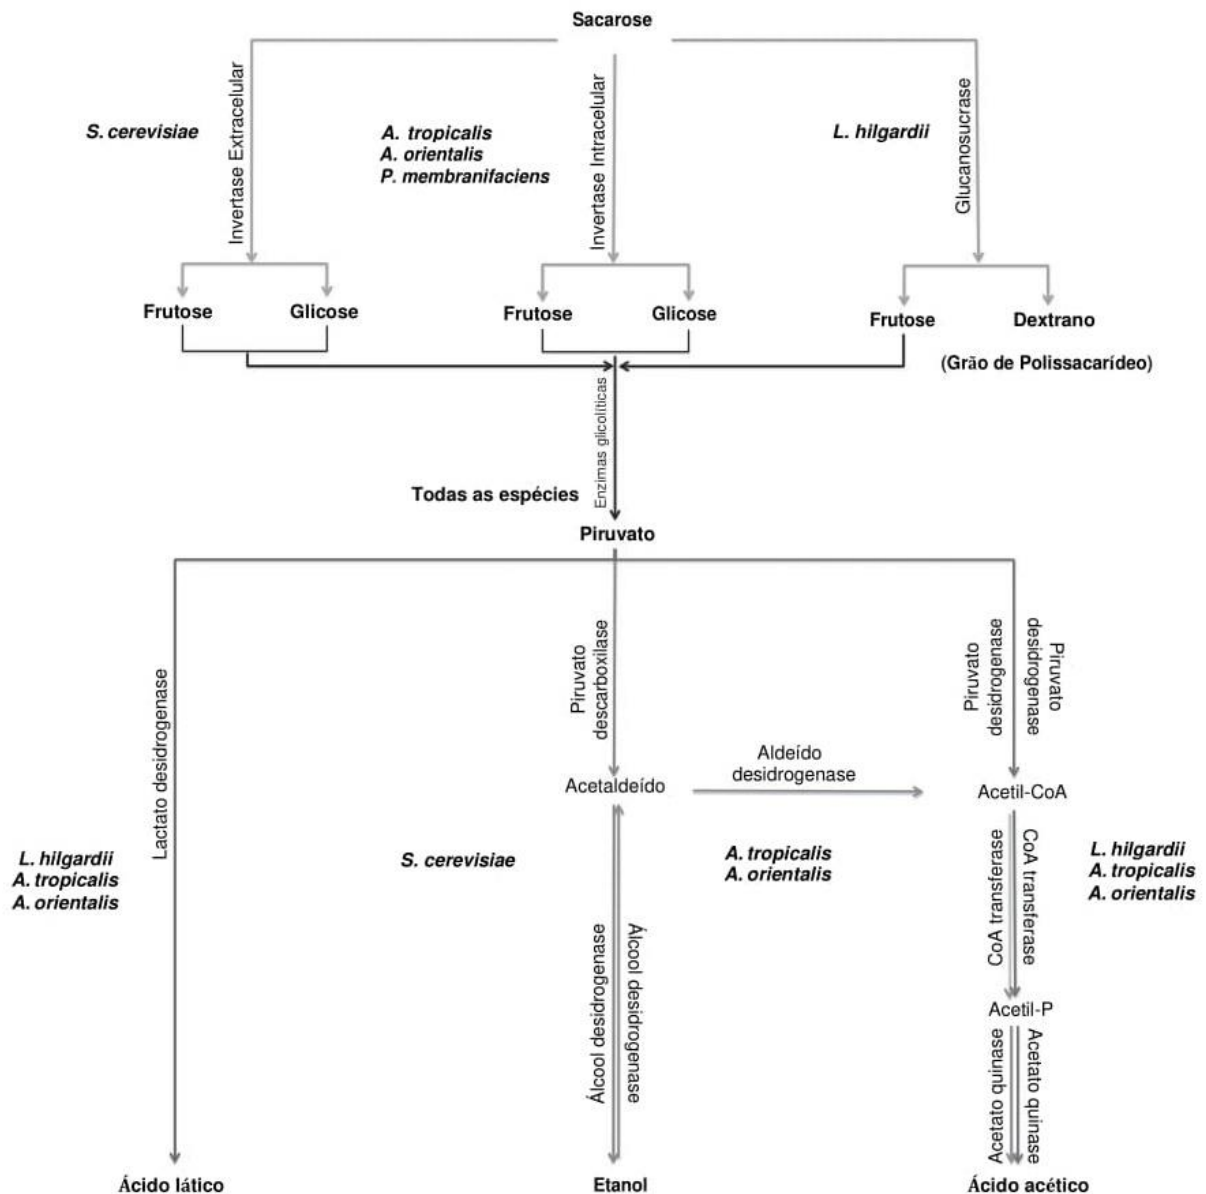 Sacarose
Invertase Extracelular
S. cerevisiae
A. tropicalis
A. orientalis
P. membranifaciens
Invertase Intracelular
L. hilgardii
Glucanosucrase
Frutose
Glicose
Frutose
Glicose
Frutose
Dextrano
(Grão de Polissacarídeo)
Enzimas glicolíticas
Todas as espécies
Piruvato
Lactato desidrogenase
Piruvato
descarboxilase
Piruvato
desidrogenase
Piruvato
desidrogenase
Acetaldeído
Aldeído
desidrogenase
Acetil-CoA
L. hilgardii
A. tropicalis
A. orientalis
S. cerevisiae
A. tropicalis
A. orientalis
CoA transferase
CoA transferase
L. hilgardii
A. tropicalis
A. orientalis
Álcool desidrogenase
Álcool desidrogenase
Acetil-P
Acetato quinase
Acetato quinase
Ácido lático
Etanol
Ácido acético